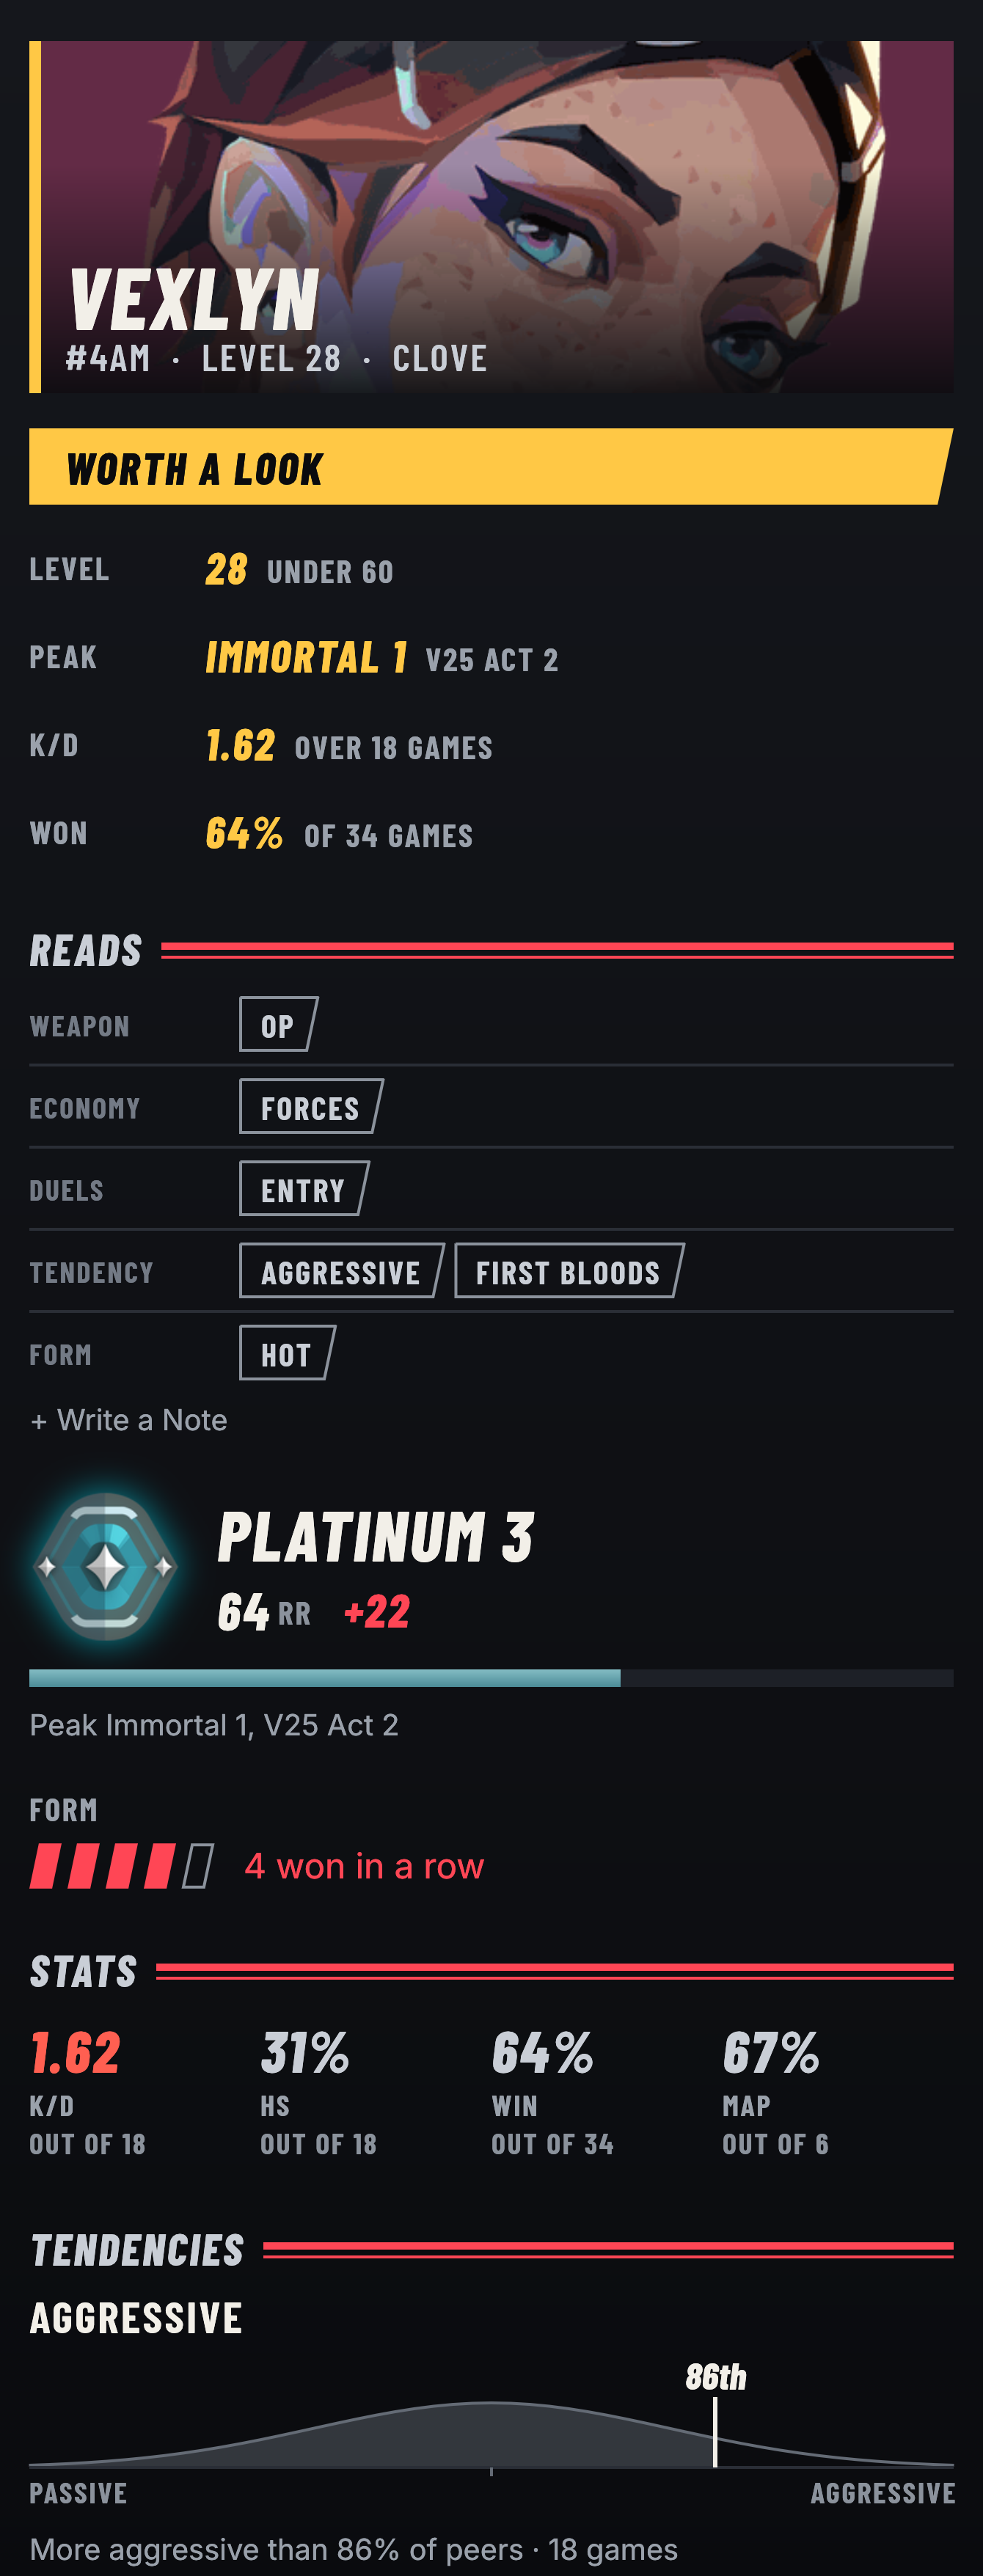 VEXLYN
#4AM · LEVEL 28 · CLOVE
WORTH A LOOK
LEVEL 28 UNDER 60
PEAK IMMORTAL 1 V25 ACT 2
K/D 1.62 OVER 18 GAMES
WON 64% OF 34 GAMES
READS
WEAPON OP
ECONOMY FORCES
DUELS ENTRY
TENDENCY AGGRESSIVE FIRST BLOODS
FORM HOT
+ Write a Note
PLATINUM 3
64 RR +22
Peak Immortal 1, V25 Act 2
FORM
4 won in a row
STATS
1.62 31% 64% 67%
K/D HS WIN MAP
OUT OF 18 OUT OF 18 OUT OF 34 OUT OF 6
TENDENCIES
AGGRESSIVE
86th
PASSIVE AGGRESSIVE
More aggressive than 86% of peers · 18 games